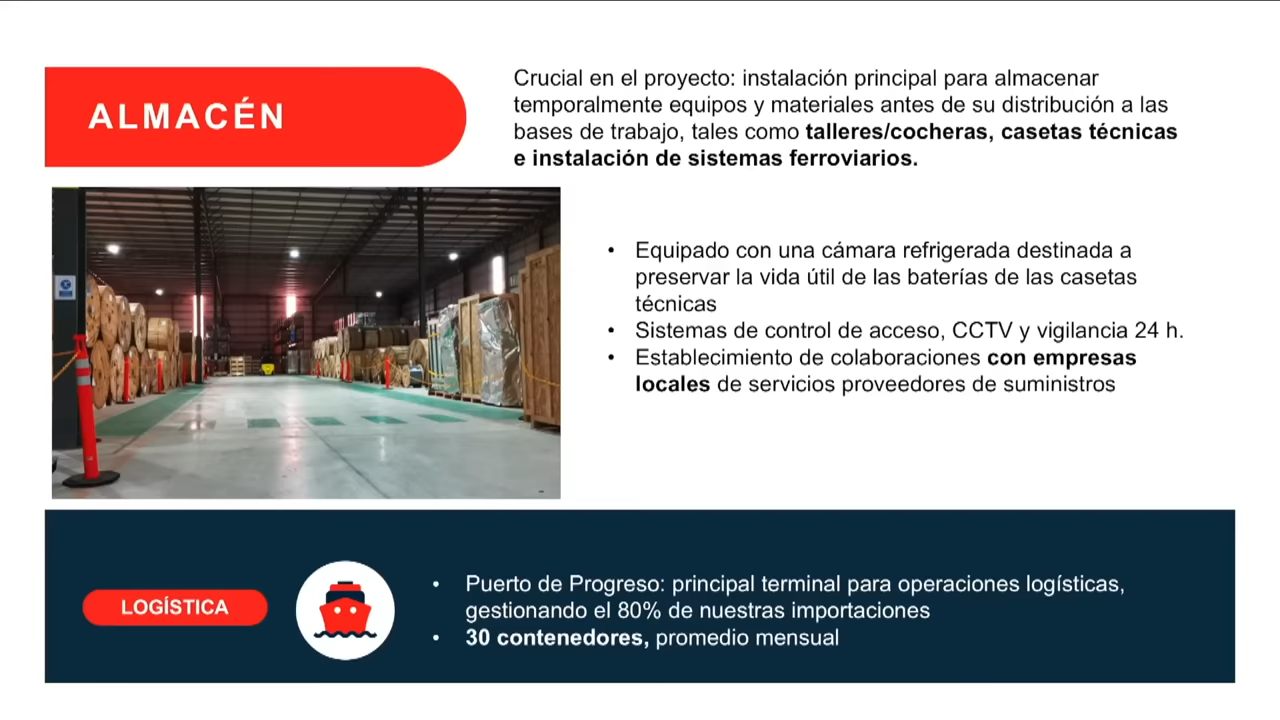 ALMACÉN
Crucial en el proyecto: instalación principal para almacenar
temporalmente equipos y materiales antes de su distribución a las
bases de trabajo, tales como talleres/cocheras, casetas técnicas
e instalación de sistemas ferroviarios.
• Equipado con una cámara refrigerada destinada a
preservar la vida útil de las baterías de las casetas
técnicas
• Sistemas de control de acceso, CCTV y vigilancia 24 h.
• Establecimiento de colaboraciones con empresas
locales de servicios proveedores de suministros
LOGÍSTICA
• Puerto de Progreso: principal terminal para operaciones logísticas,
gestionando el 80% de nuestras importaciones
• 30 contenedores, promedio mensual